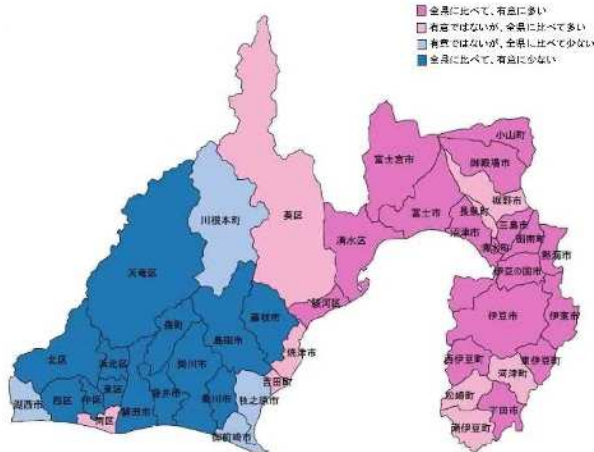 全県に比べて、有意に多い
有意ではないが、全県に比べて多い
有意ではないが、全県に比べて少ない
全県に比べて、有意に少ない
小山町
御殿場市
富士宮市
裾野市
川根本町
葵区
富士市
長泉町
三島市
清水区
沼津市
函南町
清水町
熱海市
天竜区
伊豆の国市
駿河区
伊豆市
伊東市
森町
島田市
藤枝市
焼津市
北区
浜北区
掛川市
西伊豆町
東伊豆町
吉田町
河津町
東区
湖西市
西区
中区
磐田市
袋井市
菊川市
牧之原市
松崎町
下田市
南区
御前崎市
南伊豆町